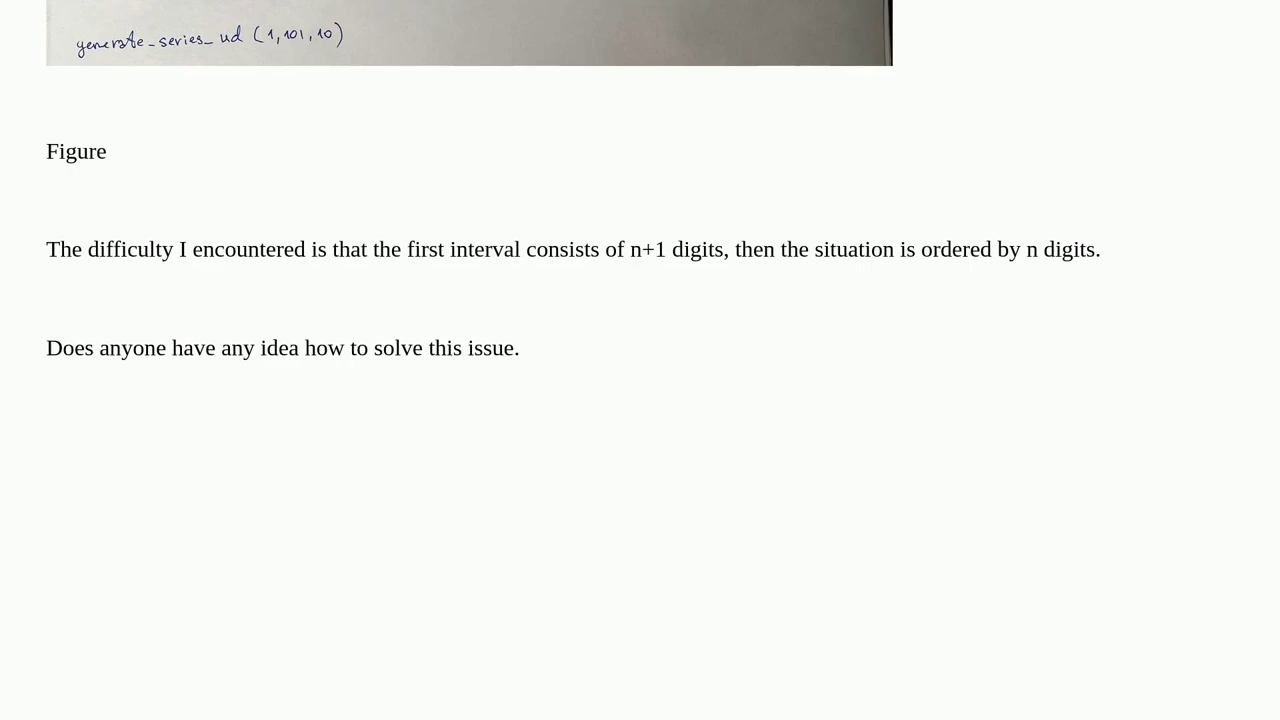 generate_series_ud (1,101,10)
Figure
The difficulty I encountered is that the first interval consists of n+1 digits, then the situation is ordered by n digits.
Does anyone have any idea how to solve this issue.